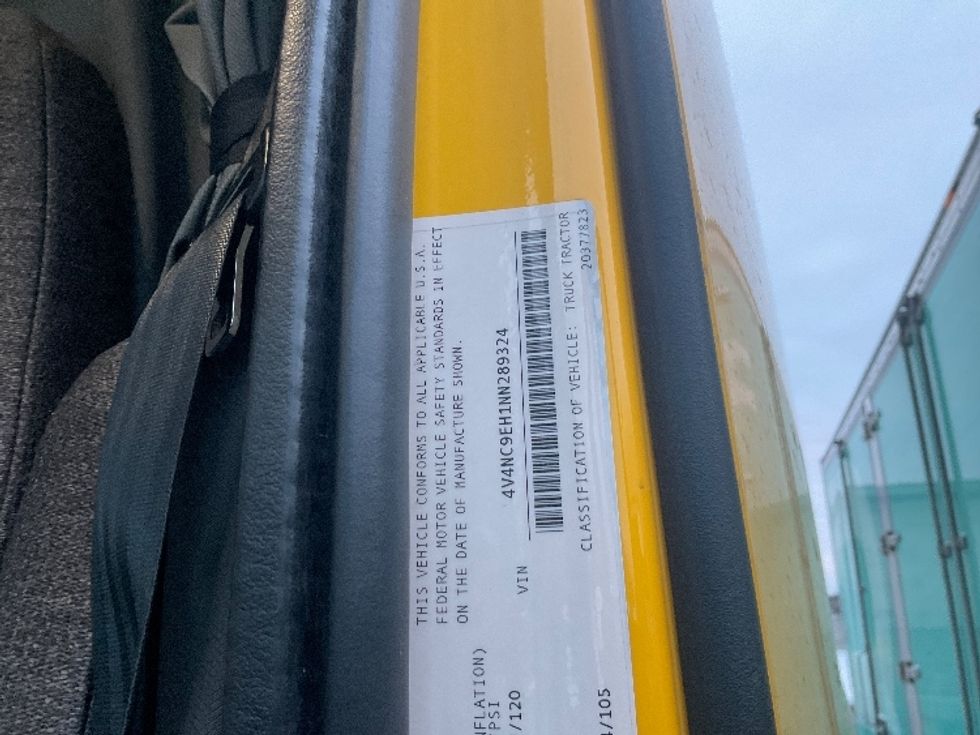 THIS VEHICLE CONFORMS TO ALL APPLICABLE U.S.A.
FEDERAL MOTOR VEHICLE SAFETY STANDARDS IN EFFECT
ON THE DATE OF MANUFACTURE SHOWN.
VIN 4V4NC9EH1NN289324
CLASSIFICATION OF VEHICLE: TRUCK TRACTOR
20377823
NFLATION)
PSI
/120
/105